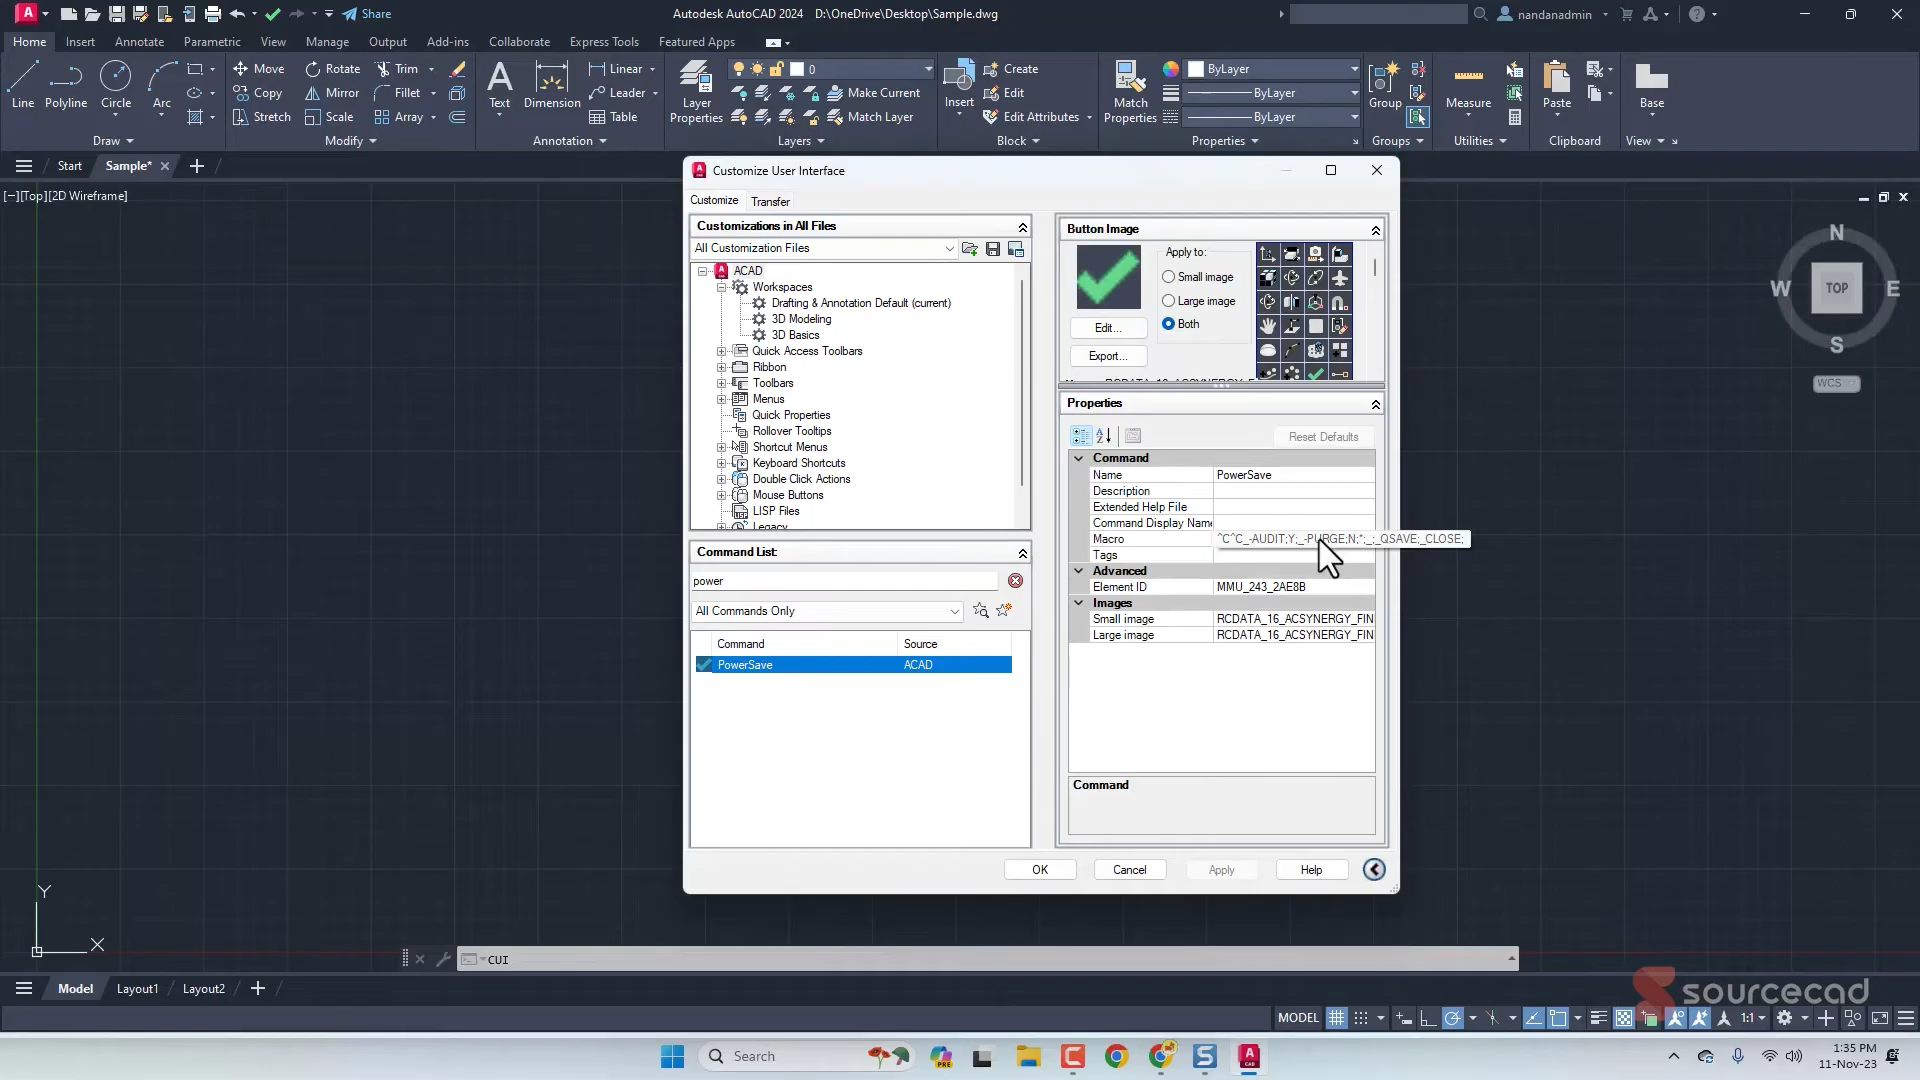 Share
Autodesk AutoCAD 2024 D:\OneDrive\Desktop\Sample.dwg
nandanadmin
Home Insert Annotate Parametric View Manage Output Add-ins Collaborate Express Tools Featured Apps
Line Polyline Circle Arc
Draw
Move Rotate Trim
Copy Mirror Fillet
Stretch Scale Array
Modify
Text Dimension
Linear
Leader
Table
Annotation
Layer Properties
0
Make Current
Match Layer
Layers
Insert
Create
Edit
Edit Attributes
Block
Match Properties
ByLayer
ByLayer
ByLayer
Properties
Group
Groups
Measure
Utilities
Paste
Clipboard
Base
View
Start Sample*
[−][Top][2D Wireframe]
N
W TOP E
S
WCS
Customize User Interface
Customize Transfer
Customizations in All Files
All Customization Files
ACAD
Workspaces
Drafting & Annotation Default (current)
3D Modeling
3D Basics
Quick Access Toolbars
Ribbon
Toolbars
Menus
Quick Properties
Rollover Tooltips
Shortcut Menus
Keyboard Shortcuts
Double Click Actions
Mouse Buttons
LISP Files
Legacy
Command List:
power
All Commands Only
Command Source
PowerSave ACAD
Button Image
Apply to:
Small image
Large image
Both
Edit...
Export...
RCDATA_16_ACSYNERGY_F
Properties
Reset Defaults
Command
Name PowerSave
Description
Extended Help File
Command Display Name
Macro ^C^C_-AUDIT;Y;_-PURGE;N;*;_;_QSAVE;_CLOSE;
Tags
Advanced
Element ID MMU_243_2AE8B
Images
Small image RCDATA_16_ACSYNERGY_FIN
Large image RCDATA_16_ACSYNERGY_FIN
Command
OK Cancel Apply Help
Y
X
CUI
Model Layout1 Layout2
sourcecad
MODEL 1:1
Search
PRE
1:35 PM
11-Nov-23